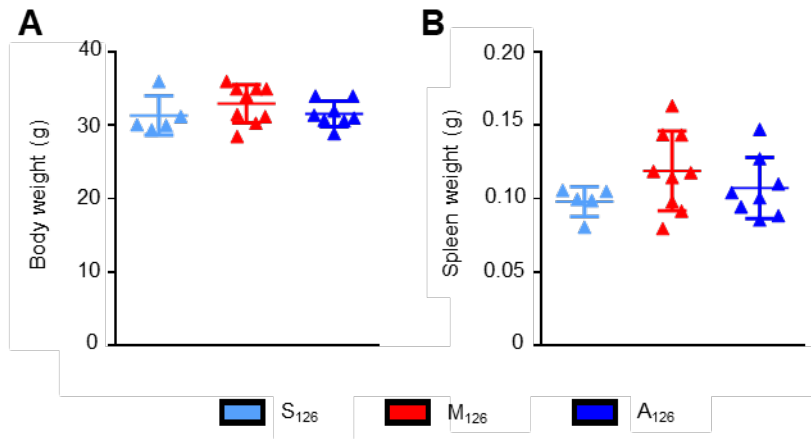 A
Body weight (g)
40
30
20
10
0
B
Spleen weight (g)
0.20
0.15
0.10
0.05
0.00
S₁₂₆
M₁₂₆
A₁₂₆